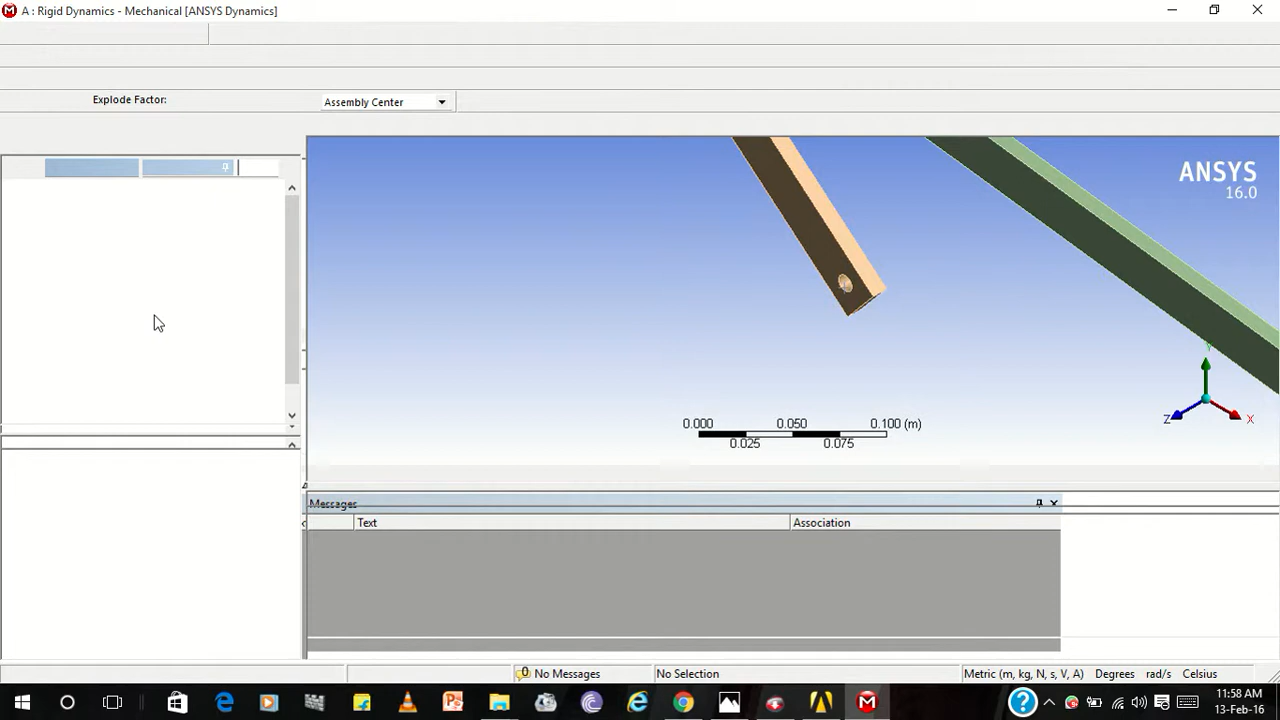 A : Rigid Dynamics - Mechanical [ANSYS Dynamics]
Explode Factor:
Assembly Center
ANSYS
16.0
Y
Z
X
0.000
0.050
0.100 (m)
0.025
0.075
Messages
Text
Association
0
No Messages
No Selection
Metric (m, kg, N, s, V, A)
Degrees
rad/s
Celsius
11:58 AM
13-Feb-16